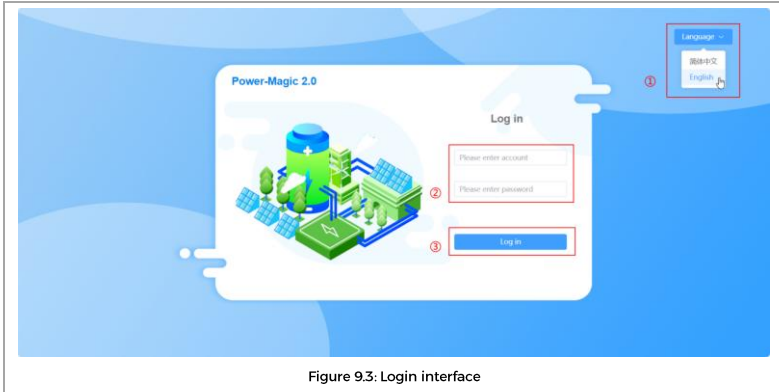 Language
简体中文
English
①
Power-Magic 2.0
Log in
Please enter account
Please enter password
②
Log in
③
Figure 9.3: Login interface